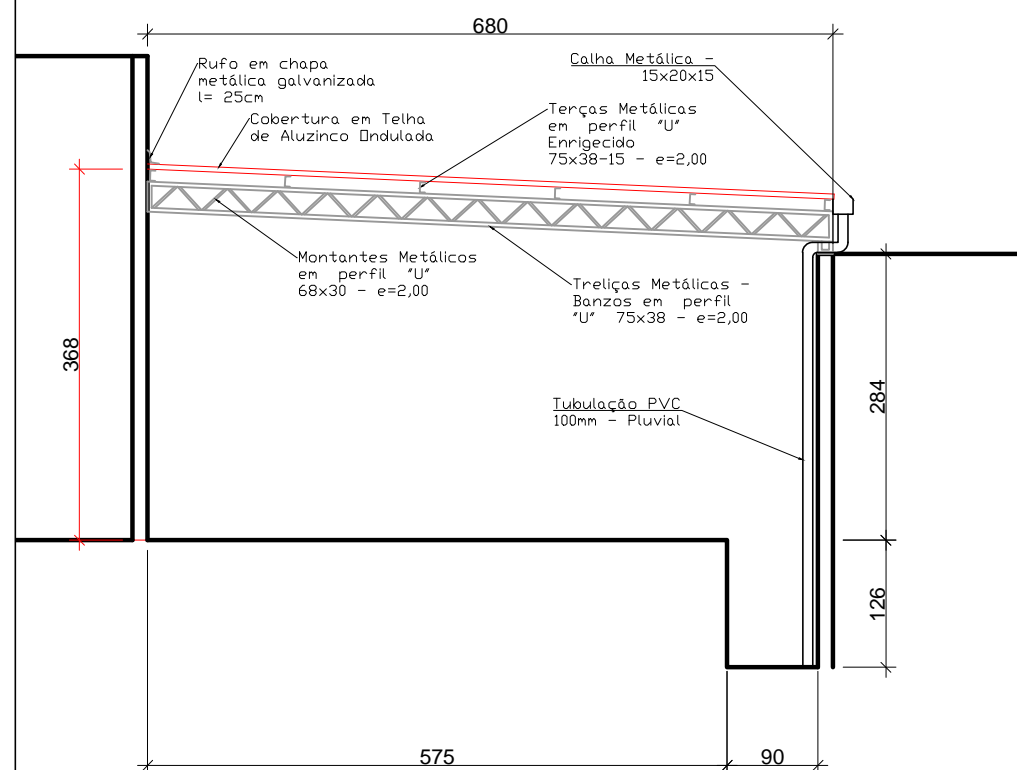 680
Rufo em chapa
metálica galvanizada
l= 25cm
Calha Metálica -
15x20x15
Cobertura em Telha
de Aluzinco Ondulada
Terças Metálicas
em perfil "U"
Enrigecido
75x38-15 - e=2,00
Montantes Metálicos
em perfil "U"
68x30 - e=2,00
Treliças Metálicas -
Banzos em perfil
"U" 75x38 - e=2,00
368
284
Tubulação PVC
100mm - Pluvial
126
575
90